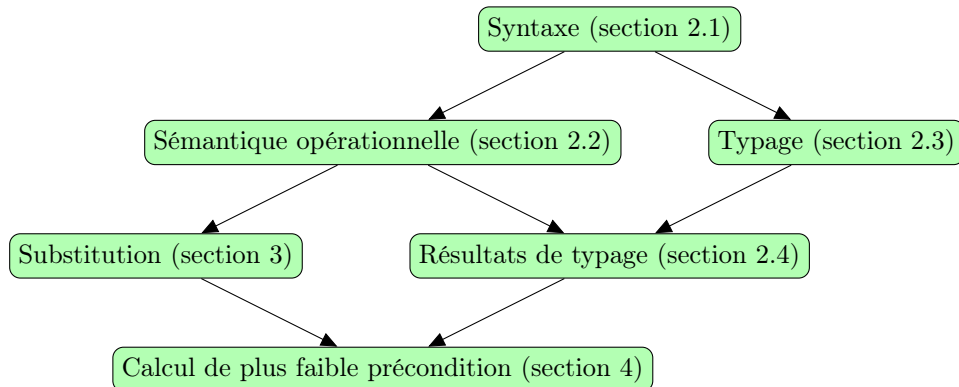 Syntaxe (section 2.1)
Sémantique opérationnelle (section 2.2)
Typage (section 2.3)
Substitution (section 3)
Résultats de typage (section 2.4)
Calcul de plus faible précondition (section 4)